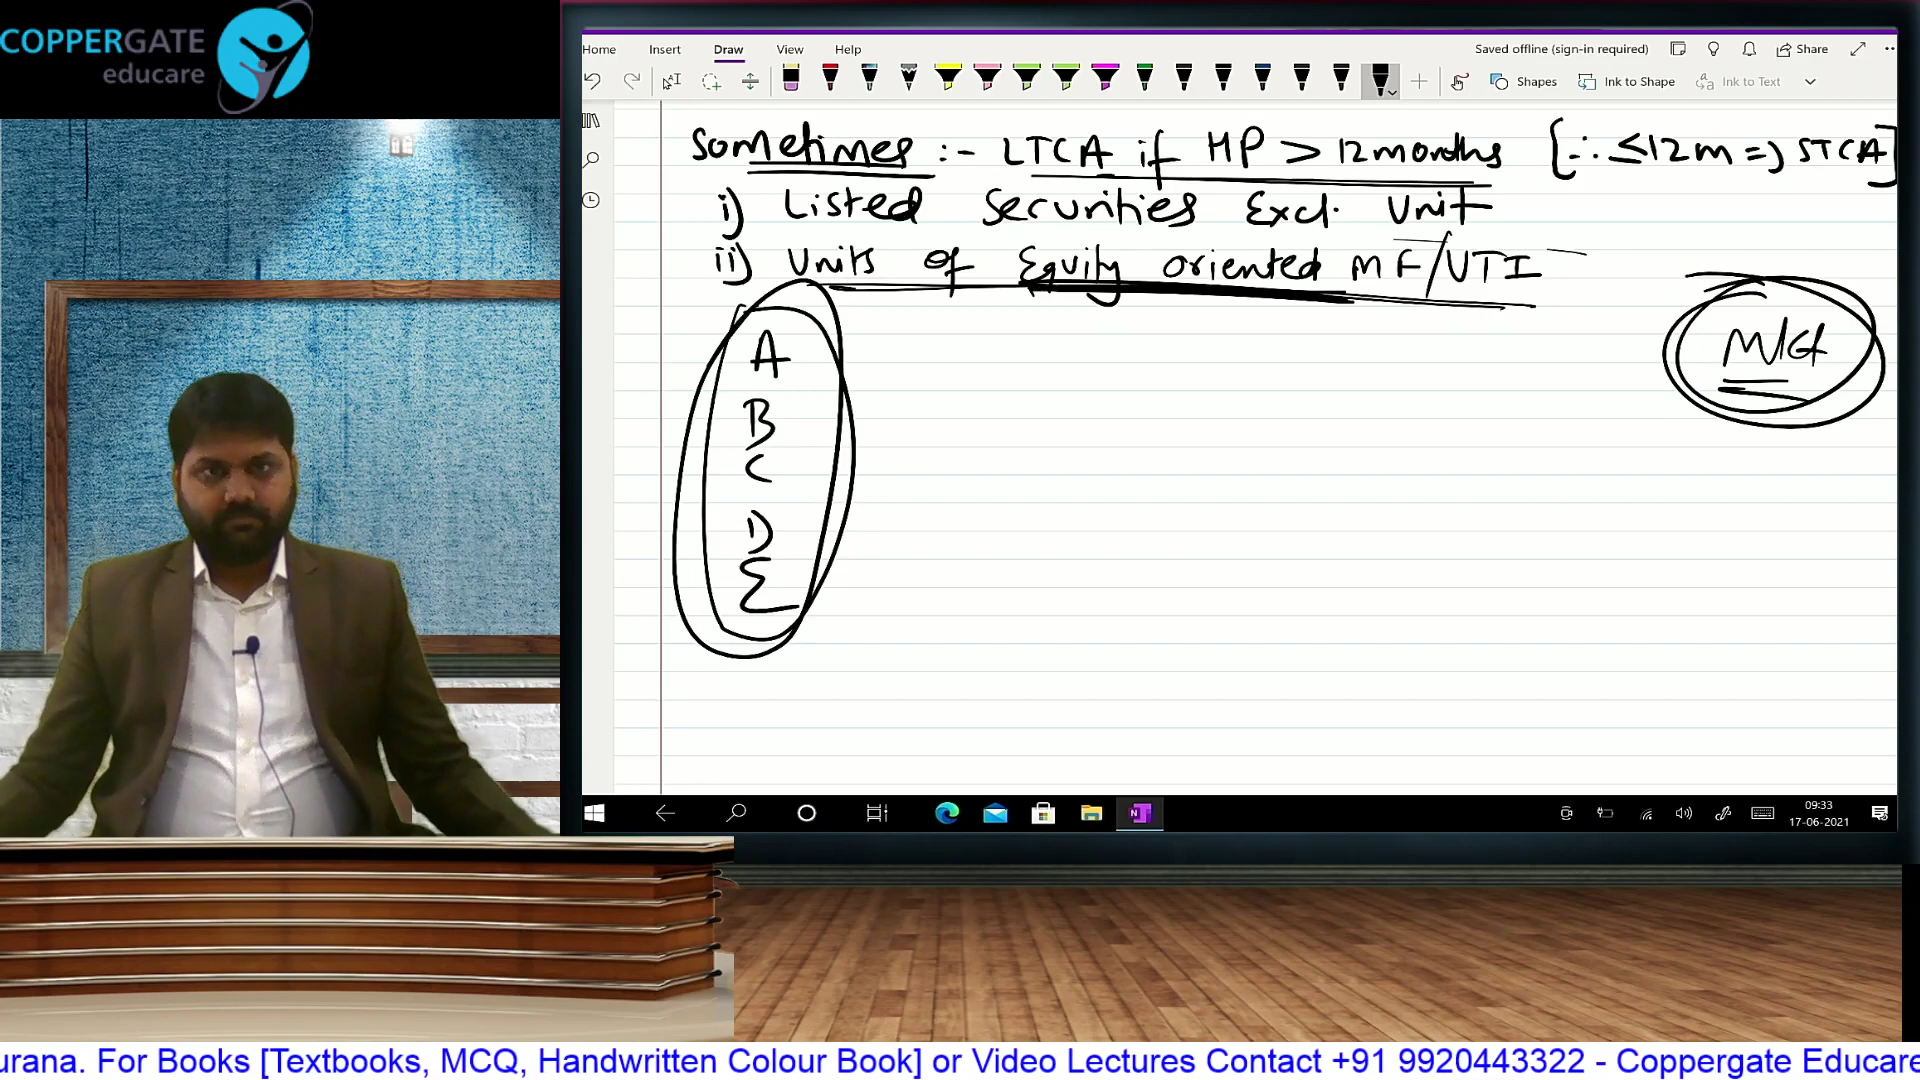 COPPERGATE
educare
Home Insert Draw View Help
Saved offline (sign-in required) Share
Shapes Ink to Shape Ink to Text
Sometimes :- LTCA if HP > 12 months [∴ ≤12m => STCA]
i) Listed Securities Excl. Unit
ii) Units of Equity oriented MF/UTI
A
B
C
D
E
09:33
17-06-2021
urana. For Books [Textbooks, MCQ, Handwritten Colour Book] or Video Lectures Contact +91 9920443322 - Coppergate Educare